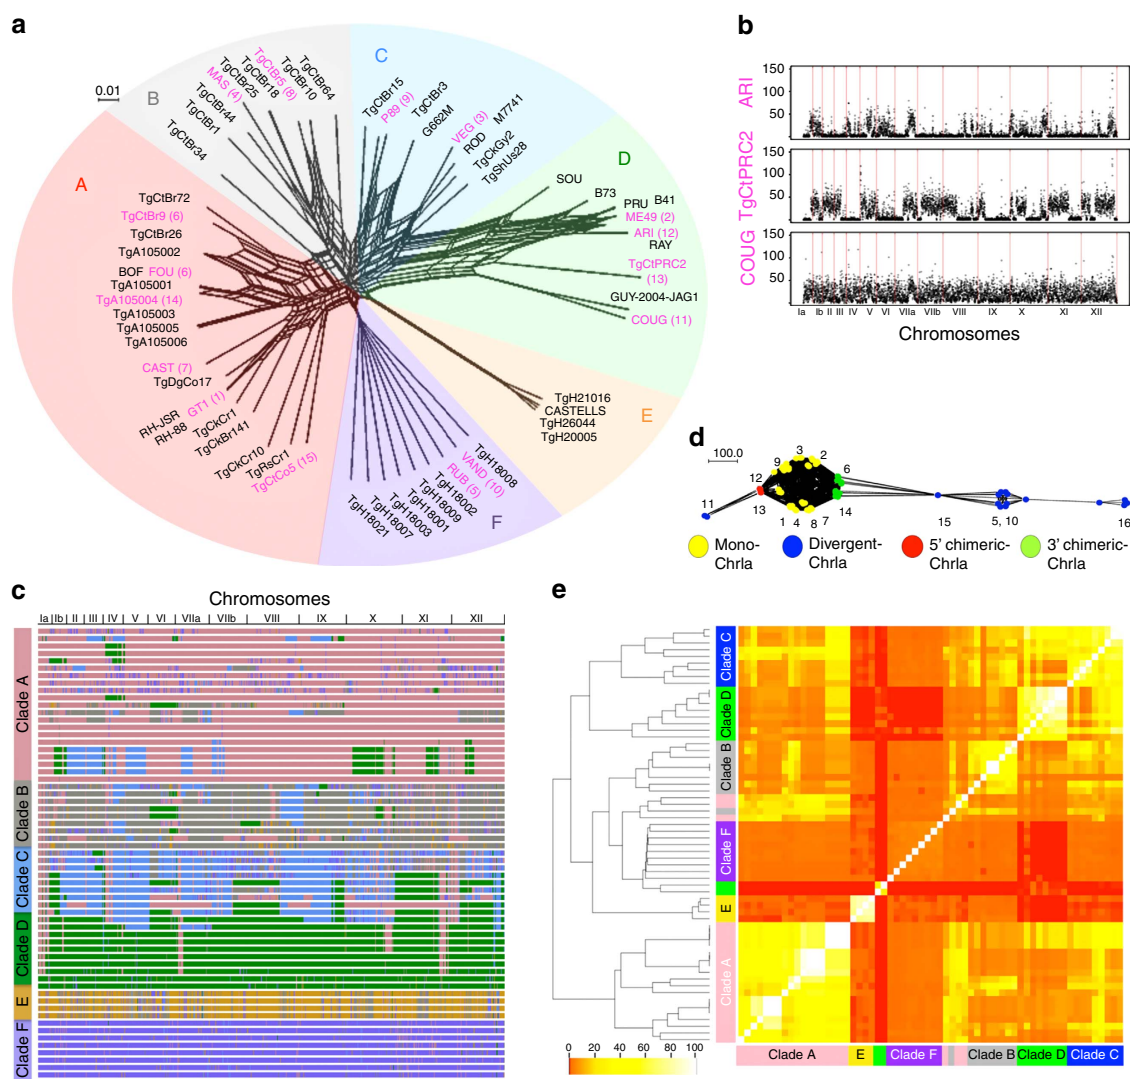 a
0.01
B
TgCtBr64
TgCtBr10
TgCtBr5 (8)
TgCtBr18
TgCtBr25
MAS (4)
TgCtBr44
TgCtBr1
TgCtBr34
C
TgCtBr15
P89 (9)
TgCtBr3
G662M
VEG (3)
M7741
ROD
TgCkGy2
TgShUs28
D
SOU
B73
B41
PRU
ME49 (2)
ARI (12)
RAY
TgCtPRC2
(13)
GUY-2004-JAG1
COUG (11)
A
TgCtBr72
TgCtBr9 (6)
TgCtBr26
TgA105002
BOF FOU (6)
TgA105001
TgA105004 (14)
TgA105003
TgA105005
TgA105006
CAST (7)
TgDgCo17
GT1 (1)
RH-JSR
RH-88
TgCkCr1
TgCkBr141
TgCkCr10
TgRsCr1
TgCtCo5 (15)
E
TgH21016
CASTELLS
TgH26044
TgH20005
F
TgH18008
VAND (10)
RUB (5)
TgH18002
TgH18009
TgH18001
TgH18003
TgH18007
TgH18021
b
ARI
150
100
50
TgCtPRC2
150
100
50
COUG
150
100
50
Ia Ib II III IV V VI VIIa VIIb VIII IX X XI XII
Chromosomes
d
100.0
3
9
2
6
12
11
13
1
4
8
7
14
15
5, 10
16
Mono-
ChrIa
Divergent-
ChrIa
5' chimeric-
ChrIa
3' chimeric-
ChrIa
c
Chromosomes
Ia Ib II III IV V VI VIIa VIIb VIII IX X XI XII
Clade A
Clade B
Clade C
Clade D
E
Clade F
e
Clade C
Clade D
Clade B
Clade F
E
Clade A
0 20 40 60 80 100
Clade A E Clade F Clade B Clade D Clade C